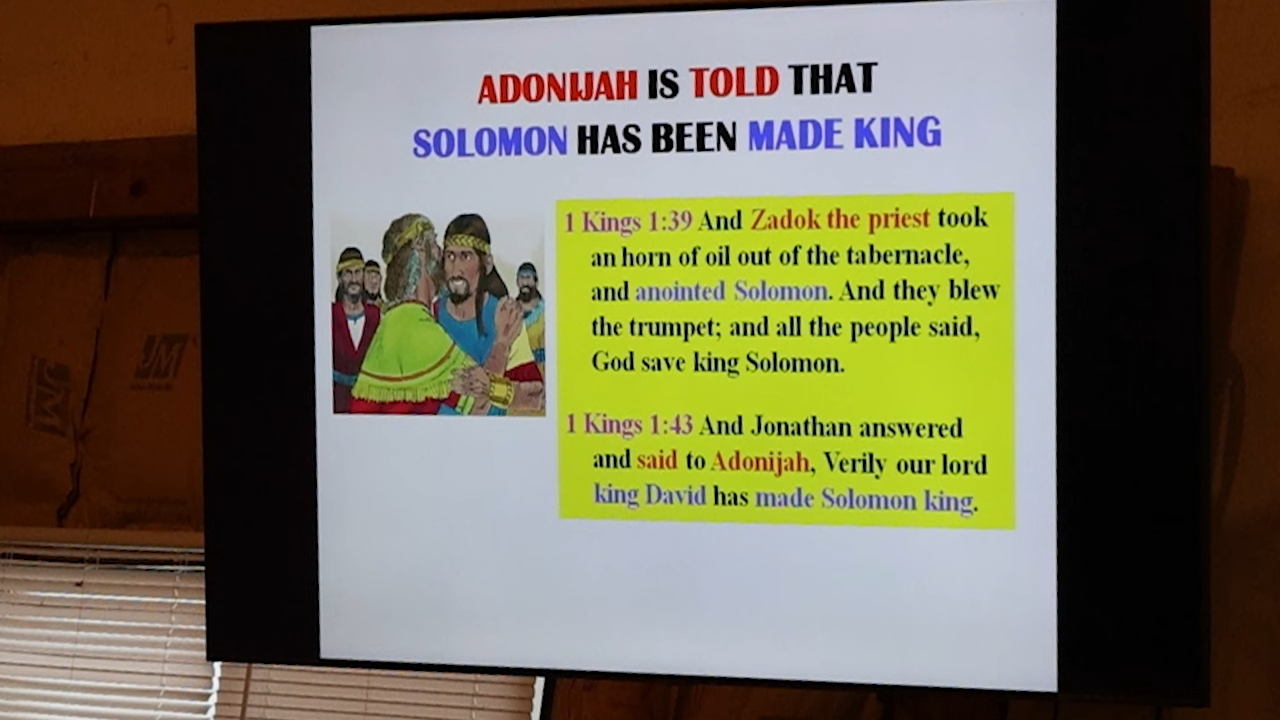 ADONIJAH IS TOLD THAT
SOLOMON HAS BEEN MADE KING
1 Kings 1:39 And Zadok the priest took
an horn of oil out of the tabernacle,
and anointed Solomon. And they blew
the trumpet; and all the people said,
God save king Solomon.
1 Kings 1:43 And Jonathan answered
and said to Adonijah, Verily our lord
king David has made Solomon king.
JM
JM